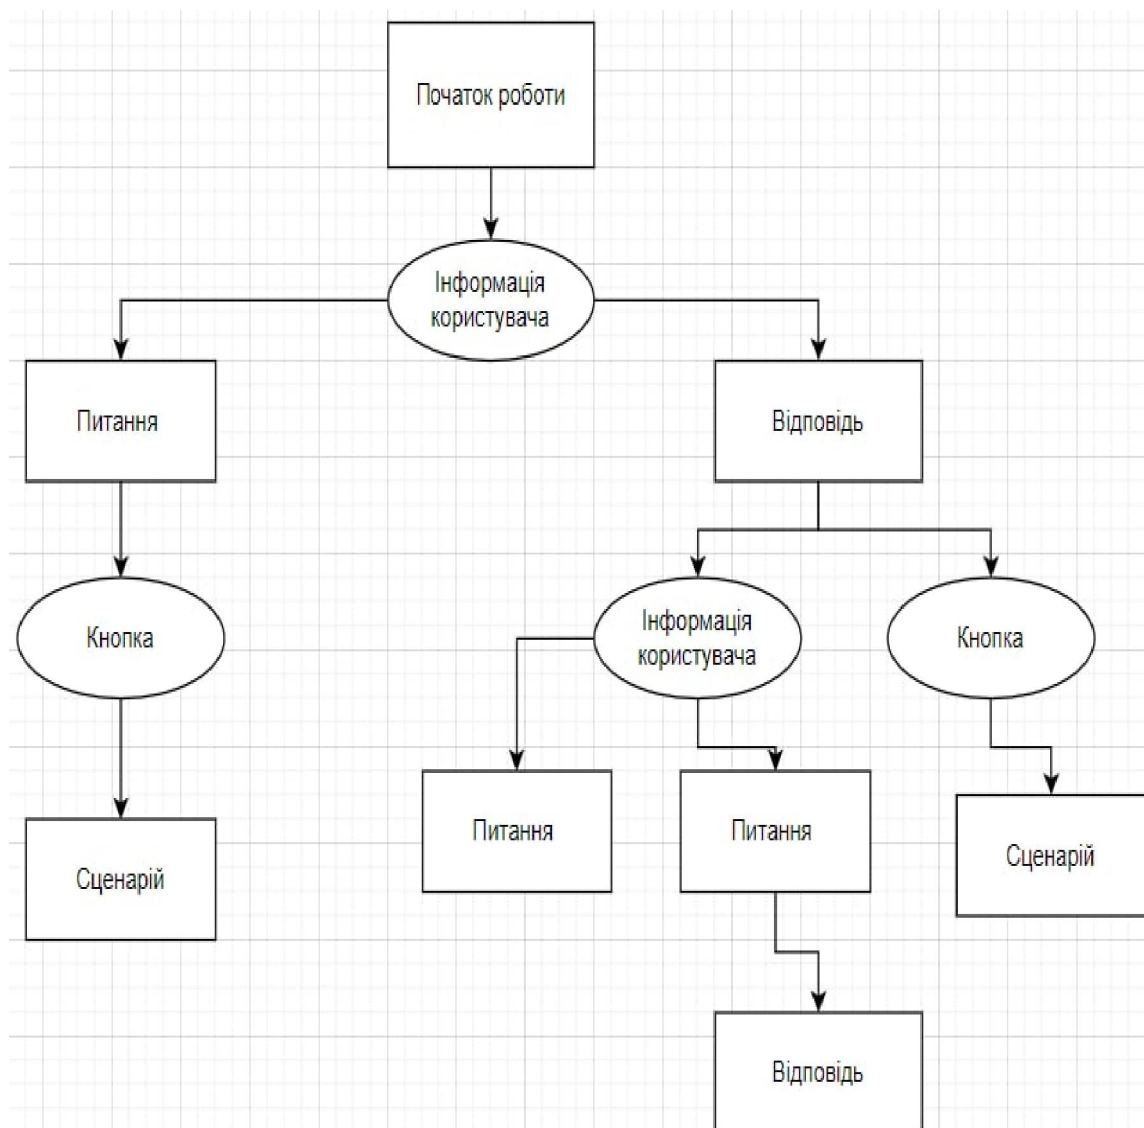 Початок роботи
Інформація
користувача
Питання
Відповідь
Кнопка
Інформація
користувача
Кнопка
Питання
Питання
Сценарій
Сценарій
Відповідь